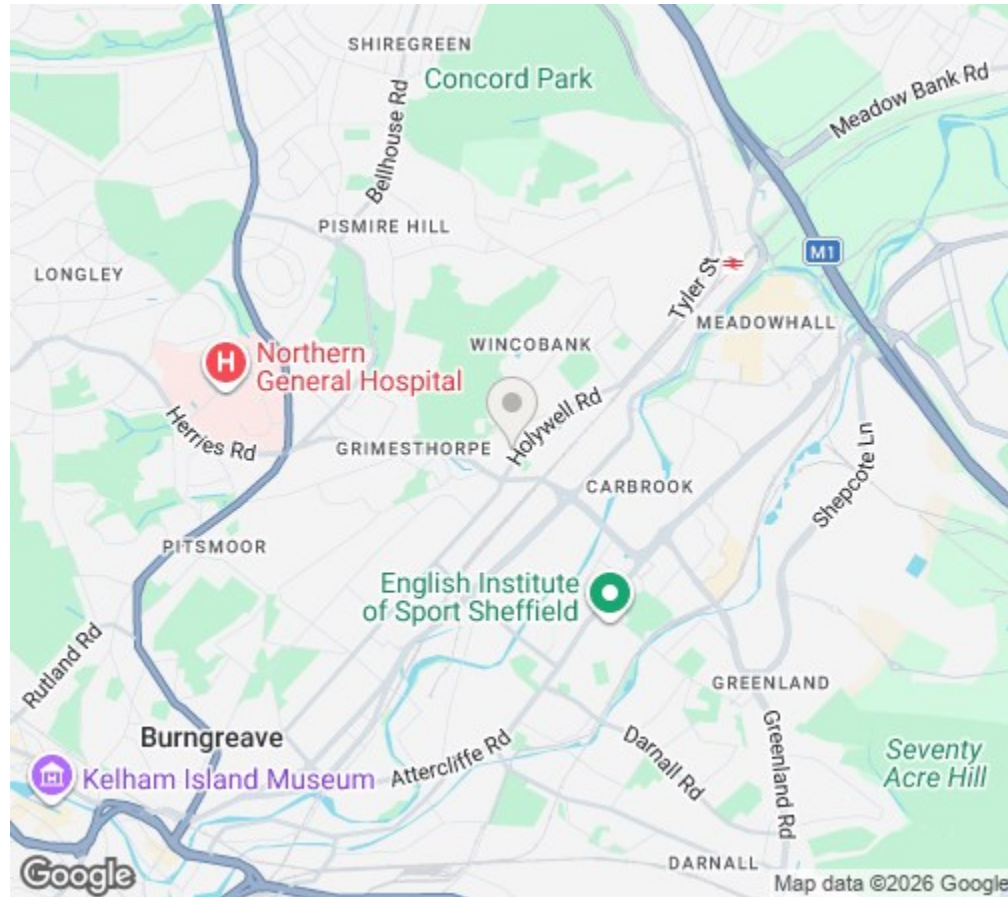 SHIREGREEN
Concord Park
Meadow Bank Rd
Bellhouse Rd
PISMIRE HILL
M1
LONGLEY
Tyler St
MEADOWHALL
WINCOBANK
H
Northern
General Hospital
Holywell Rd
Herries Rd
GRIMESTHORPE
CARBROOK
Shepcote Ln
PITSMOOR
English Institute
of Sport Sheffield
Rutland Rd
GREENLAND
Burngreave
Attercliffe Rd
Darnall Rd
Greenland Rd
Seventy
Acre Hill
Kelham Island Museum
DARNALL
Google
Map data ©2026 Google